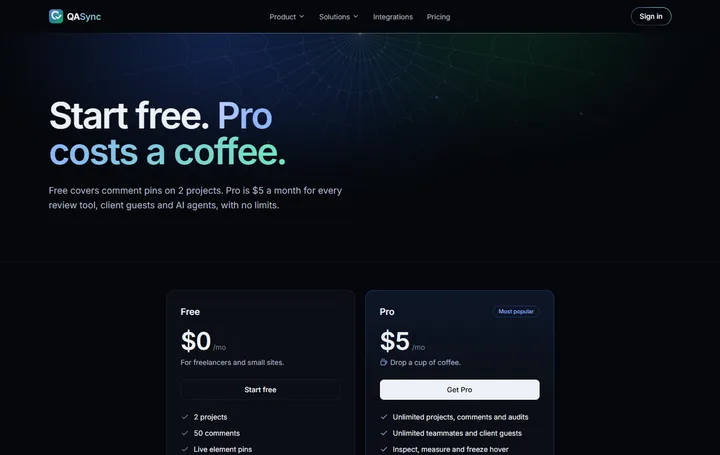 QASync
Product
Solutions
Integrations
Pricing
Sign in
Start free. Pro
costs a coffee.
Free covers comment pins on 2 projects. Pro is $5 a month for every
review tool, client guests and AI agents, with no limits.
Free
$0 /mo
For freelancers and small sites.
Start free
2 projects
50 comments
Live element pins
Pro
Most popular
$5 /mo
Drop a cup of coffee.
Get Pro
Unlimited projects, comments and audits
Unlimited teammates and client guests
Inspect, measure and freeze hover